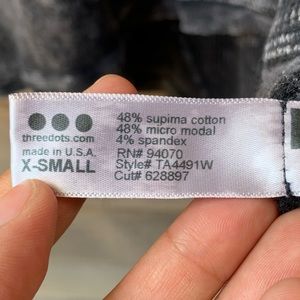 threedots.com
made in U.S.A.
X-SMALL
48% supima cotton
48% micro modal
4% spandex
RN# 94070
Style# TA4491W
Cut# 628897